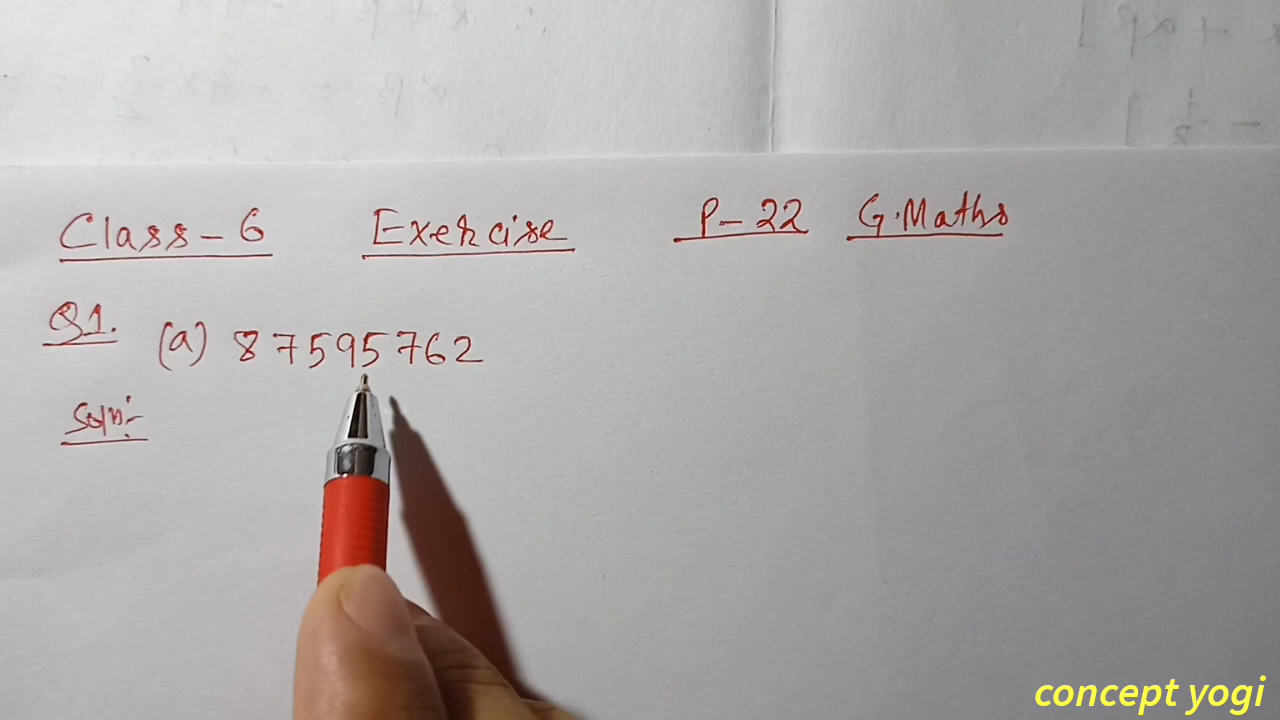 Class-6 Exercise P-22 G.Maths
Q1. (a) 87595762
Soln:-
concept yogi